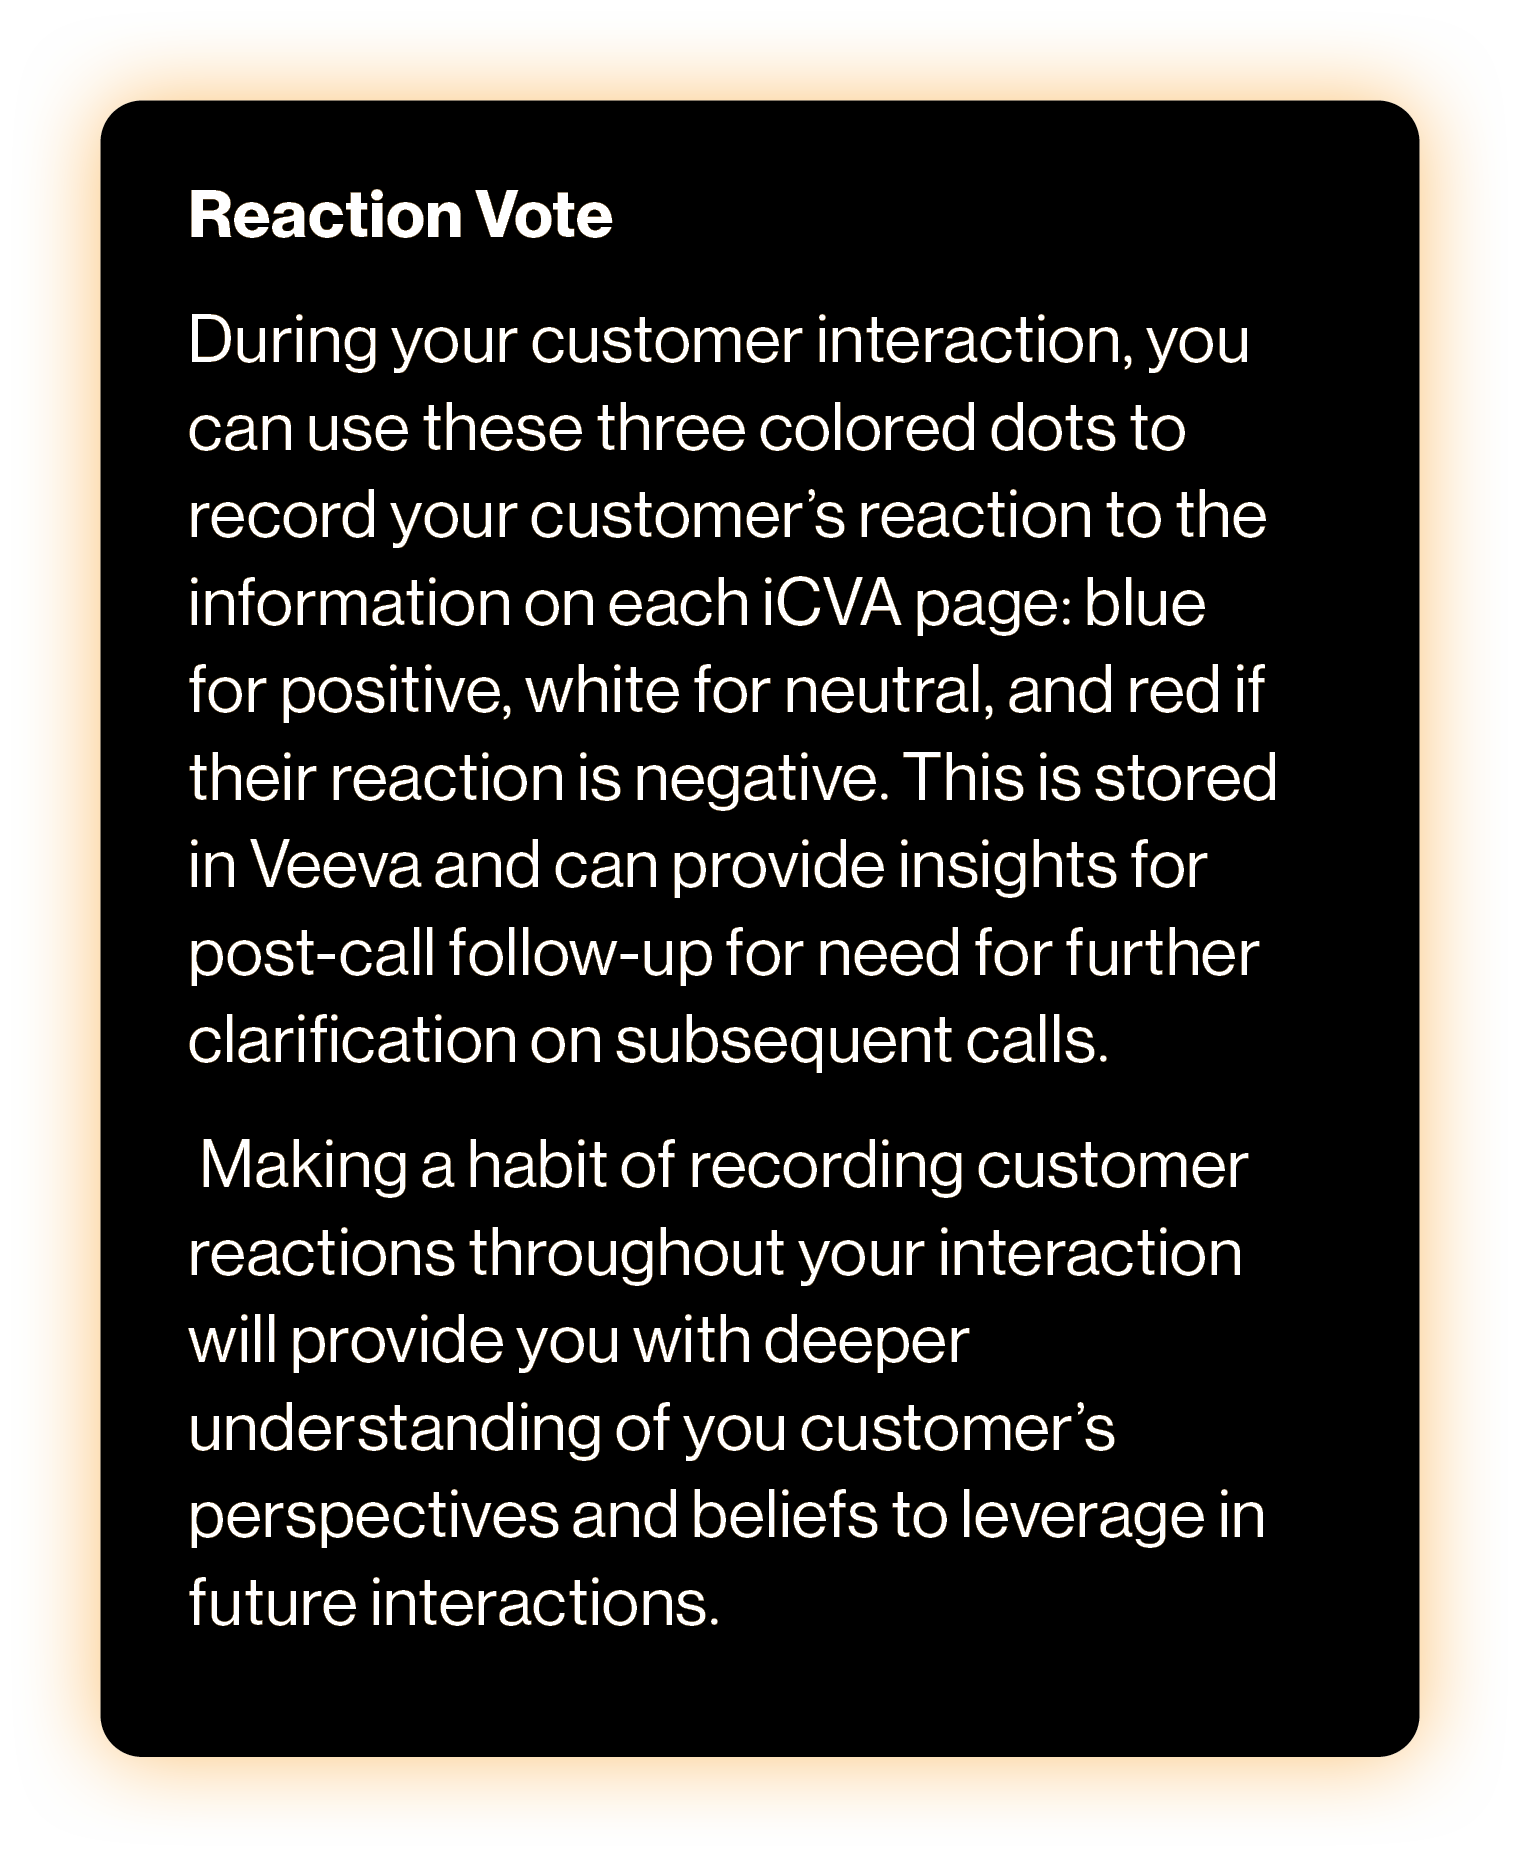 Reaction Vote
During your customer interaction, you
can use these three colored dots to
record your customer’s reaction to the
information on each iCVA page: blue
for positive, white for neutral, and red if
their reaction is negative. This is stored
in Veeva and can provide insights for
post-call follow-up for need for further
clarification on subsequent calls.
Making a habit of recording customer
reactions throughout your interaction
will provide you with deeper
understanding of you customer’s
perspectives and beliefs to leverage in
future interactions.